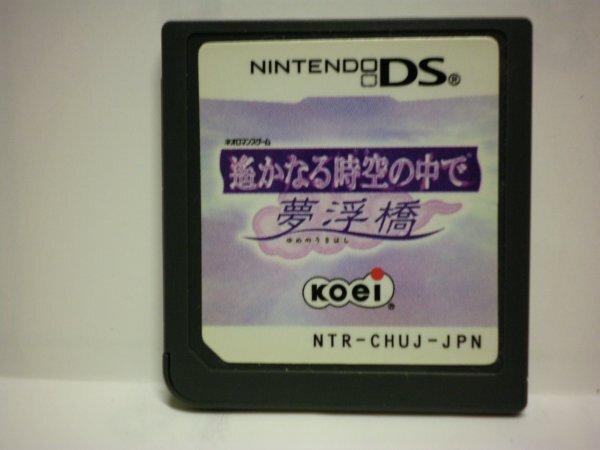 NINTENDO DS®
ネオロマンスゲーム
遙かなる時空の中で
夢浮橋
ゆめのうきはし
KOEI®
NTR-CHUJ-JPN